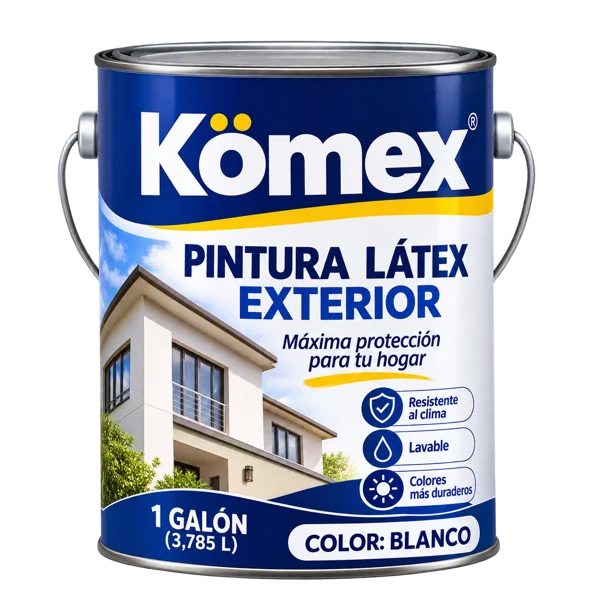 Kömex®
PINTURA LÁTEX
EXTERIOR
Máxima protección
para tu hogar
Resistente
al clima
Lavable
Colores
más duraderos
1 GALÓN
(3,785 L)
COLOR: BLANCO